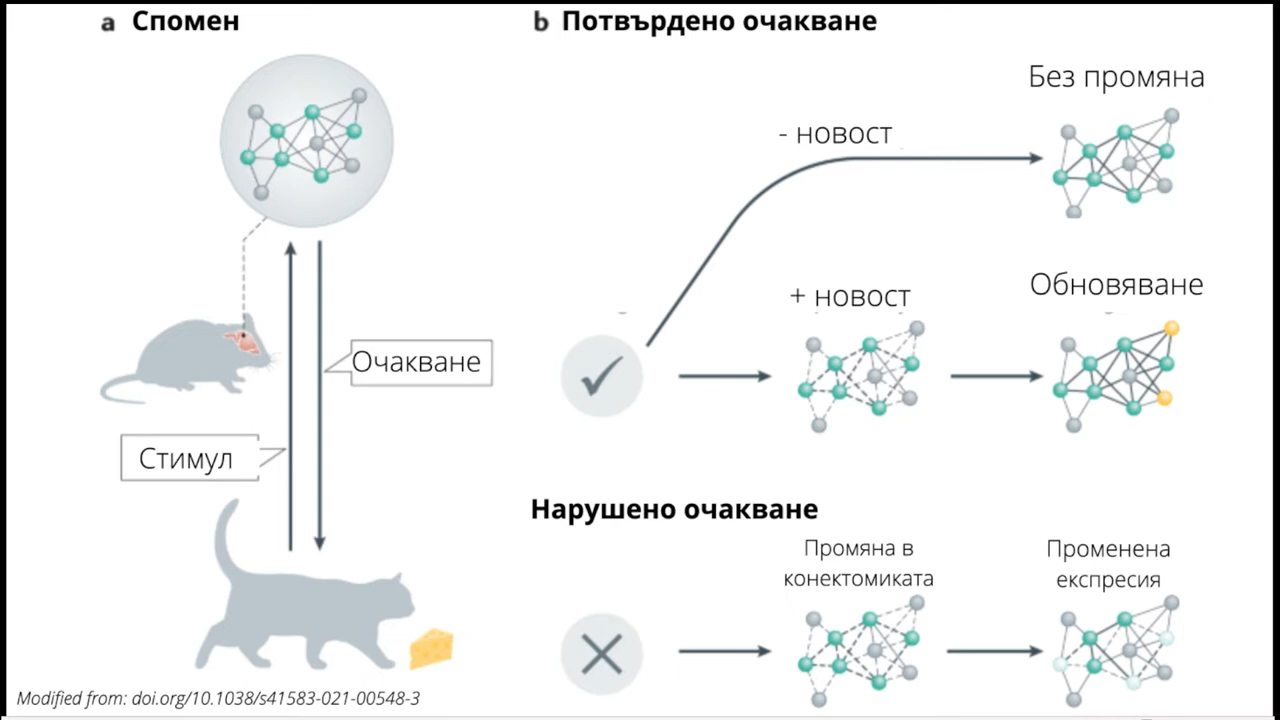 a Спомен
Очакване
Стимул
b Потвърдено очакване
Без промяна
- новост
+ новост
Обновяване
Нарушено очакване
Промяна в
конектомиката
Променена
експресия
Modified from: doi.org/10.1038/s41583-021-00548-3